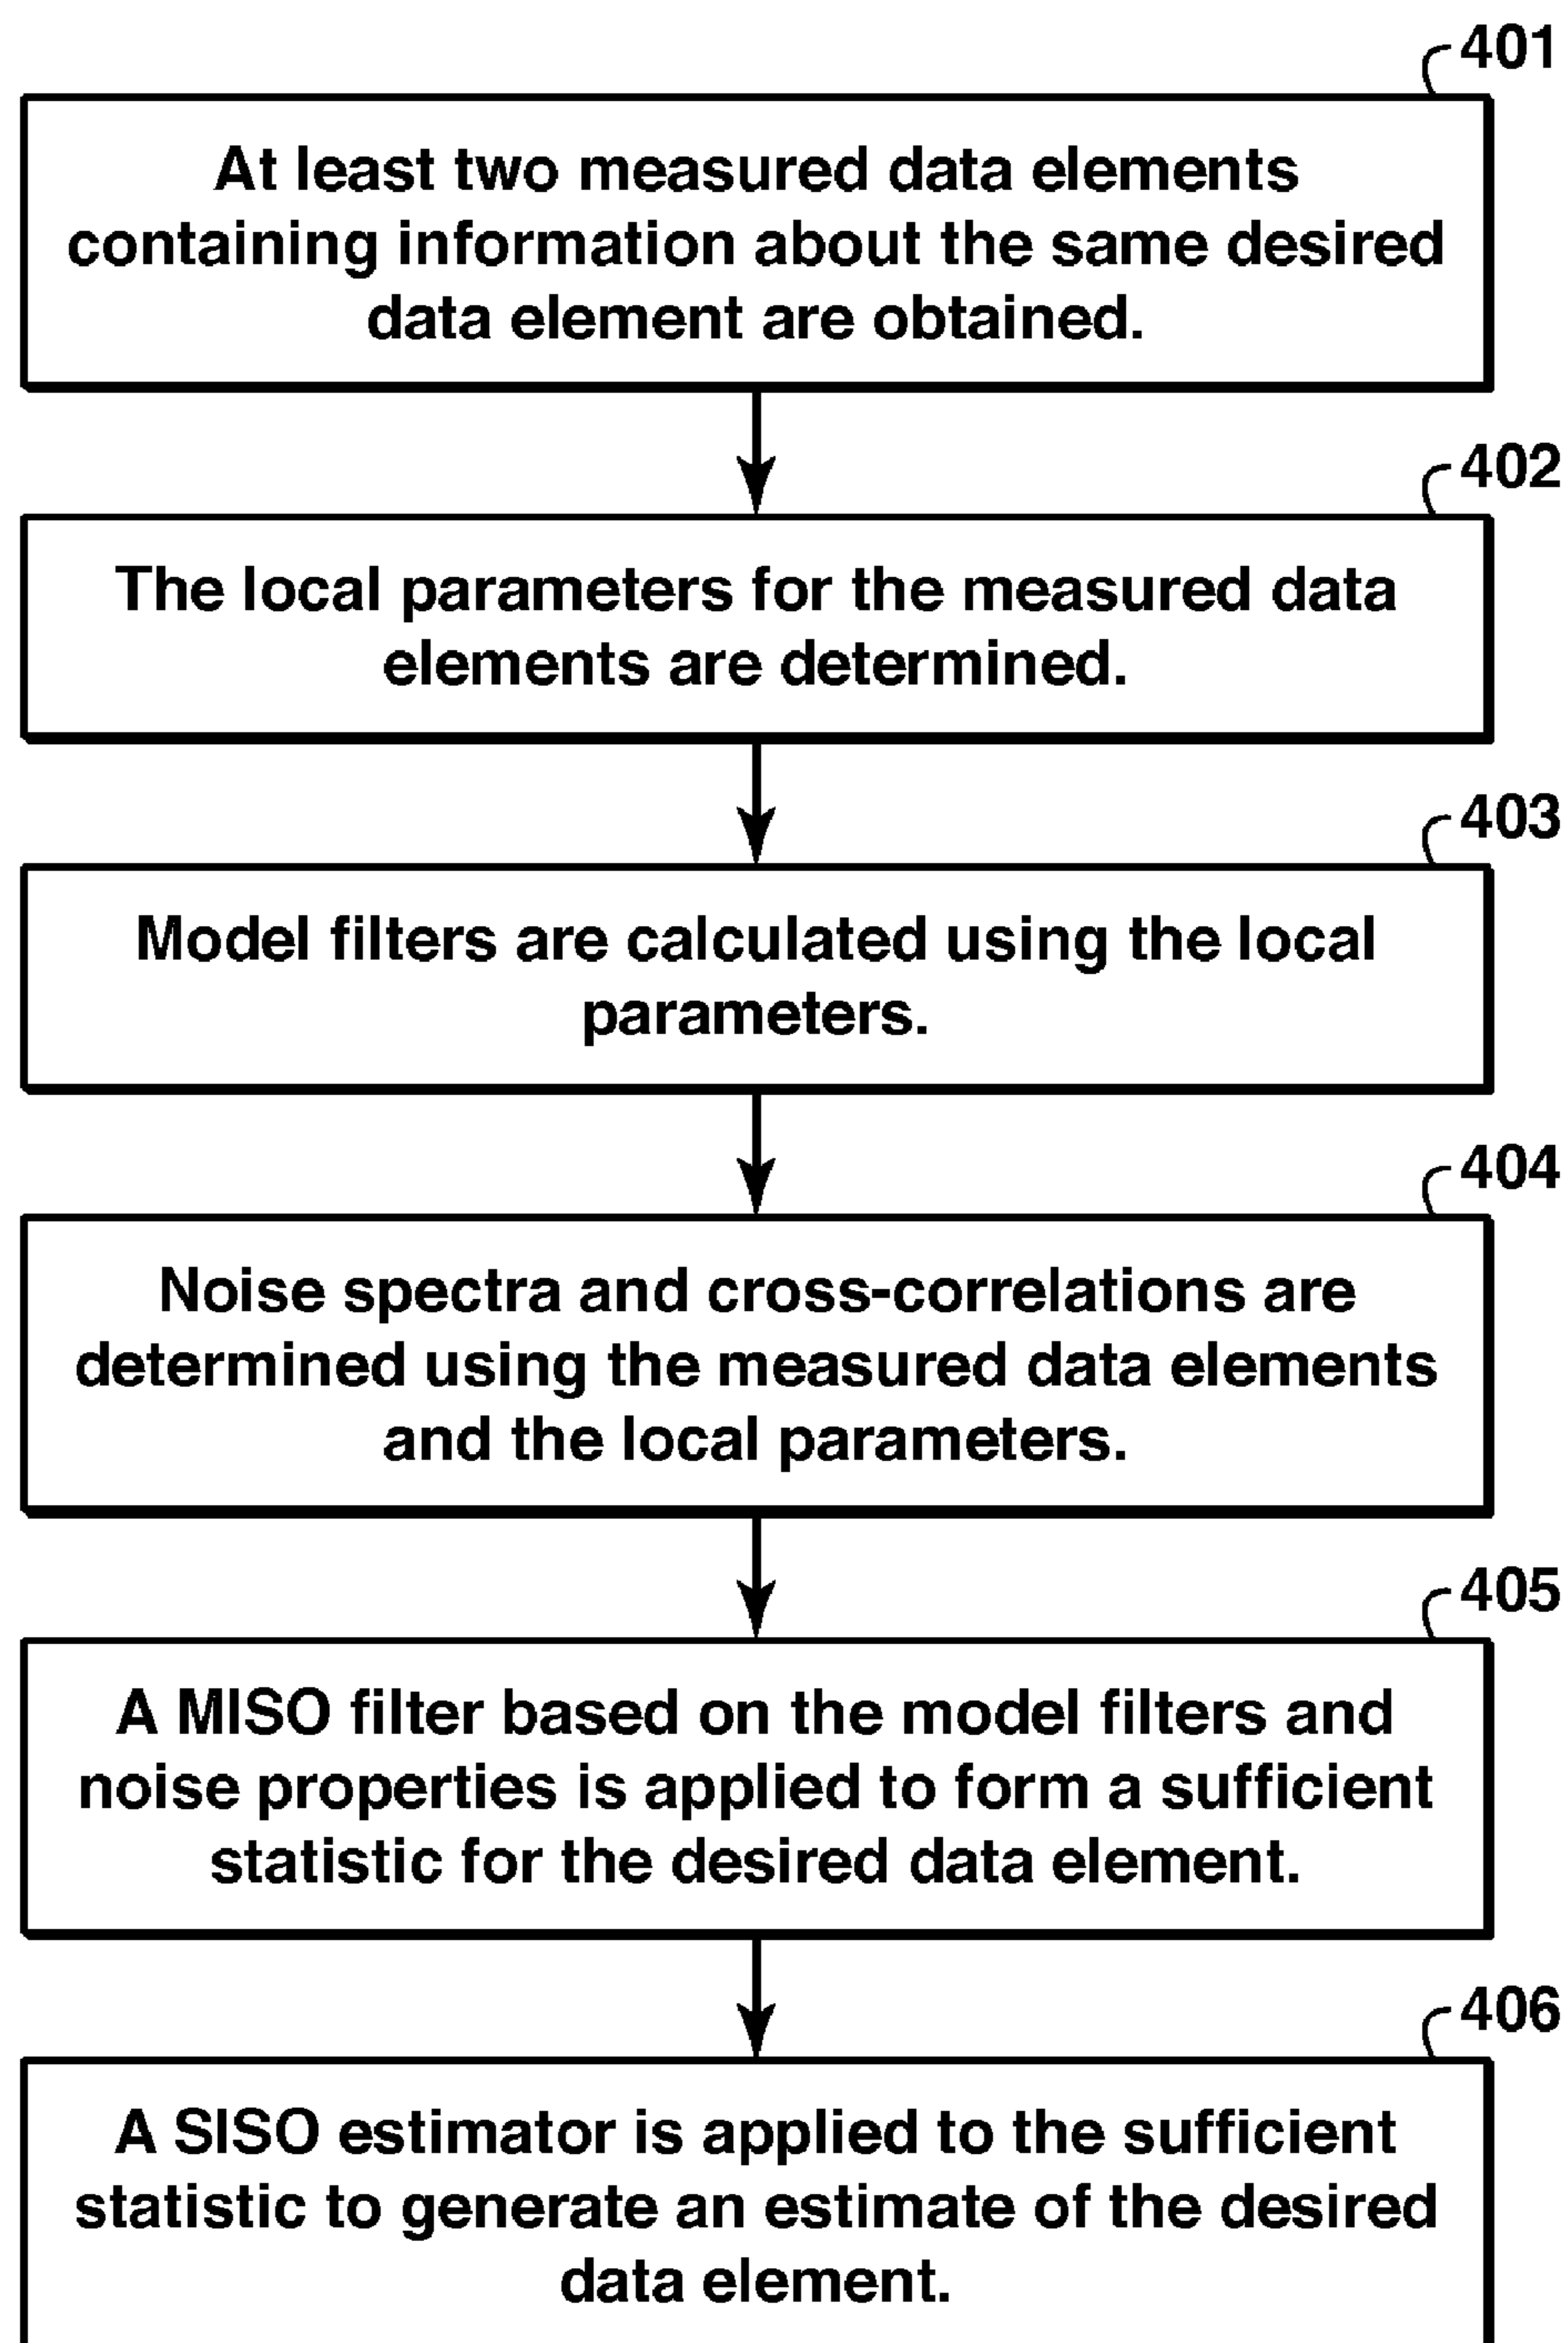 401
At least two measured data elements
containing information about the same desired
data element are obtained.
402
The local parameters for the measured data
elements are determined.
403
Model filters are calculated using the local
parameters.
404
Noise spectra and cross-correlations are
determined using the measured data elements
and the local parameters.
405
A MISO filter based on the model filters and
noise properties is applied to form a sufficient
statistic for the desired data element.
406
A SISO estimator is applied to the sufficient
statistic to generate an estimate of the desired
data element.